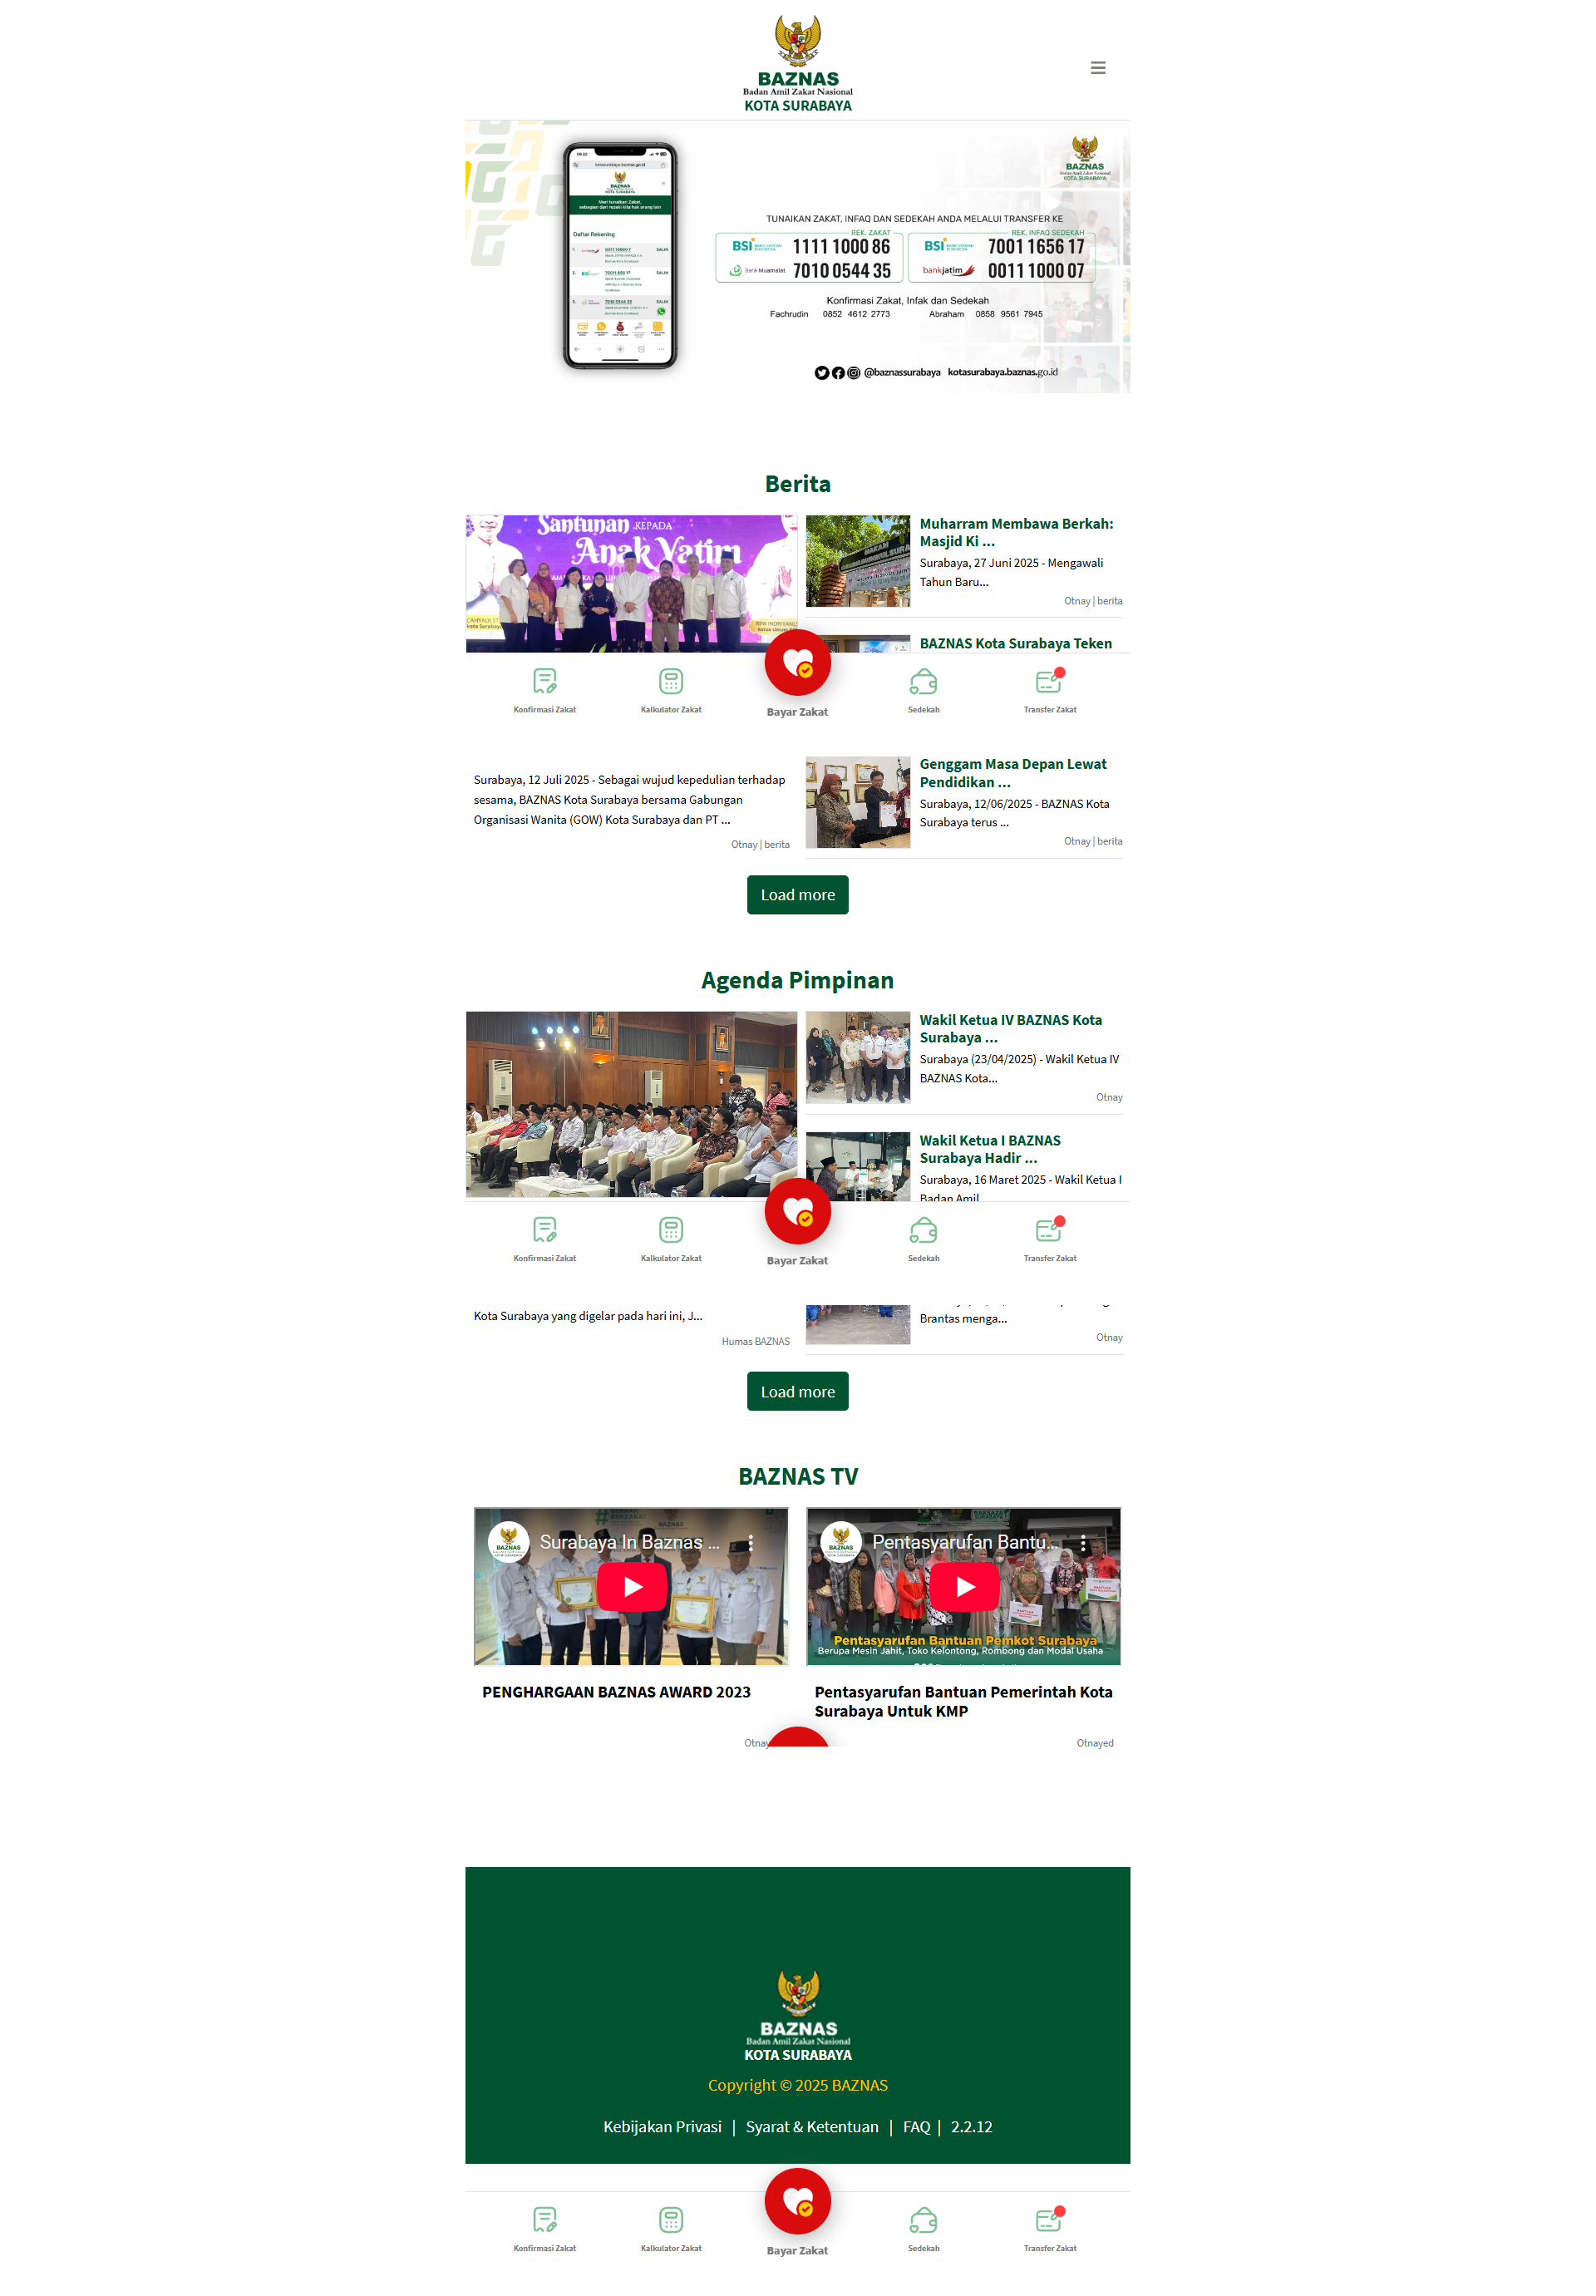 BAZNAS
Badan Amil Zakat Nasional
KOTA SURABAYA
BAZNAS
Badan Amil Zakat Nasional
KOTA SURABAYA
BAZNAS
Daftar Rekening
TUNAIKAN ZAKAT, INFAQ DAN SEDEKAH ANDA MELALUI TRANSFER KE
REK. ZAKAT
REK. INFAQ SEDEKAH
BSI 1111 1000 86
BSI 7001 1656 17
Bank Muamalat 7010 0544 35
bankjatim 0011 1000 07
Konfirmasi Zakat, Infak dan Sedekah
Fachrudin 0852 4612 2773 Abraham 0858 9561 7945
@baznassurabaya kotasurabaya.baznas.go.id
Berita
Santunan KEPADA
Anak Yatim
Muharram Membawa Berkah:
Masjid Ki ...
Surabaya, 27 Juni 2025 - Mengawali
Tahun Baru...
Otnay | berita
BAZNAS Kota Surabaya Teken
Konfirmasi Zakat
Kalkulator Zakat
Bayar Zakat
Sedekah
Transfer Zakat
Surabaya, 12 Juli 2025 - Sebagai wujud kepedulian terhadap
sesama, BAZNAS Kota Surabaya bersama Gabungan
Organisasi Wanita (GOW) Kota Surabaya dan PT ...
Otnay | berita
Genggam Masa Depan Lewat
Pendidikan ...
Surabaya, 12/06/2025 - BAZNAS Kota
Surabaya terus ...
Otnay | berita
Load more
Agenda Pimpinan
Wakil Ketua IV BAZNAS Kota
Surabaya ...
Surabaya (23/04/2025) - Wakil Ketua IV
BAZNAS Kota...
Otnay
Wakil Ketua I BAZNAS
Surabaya Hadir ...
Surabaya, 16 Maret 2025 - Wakil Ketua I
Badan Amil
Konfirmasi Zakat
Kalkulator Zakat
Bayar Zakat
Sedekah
Transfer Zakat
Kota Surabaya yang digelar pada hari ini, J...
Humas BAZNAS
Brantas menga...
Otnay
Load more
BAZNAS TV
Surabaya In Baznas ...
Pentasyarufan Bantu...
Pentasyarufan Bantuan Pemkot Surabaya
Berupa Mesin Jahit, Toko Kelontong, Rombong dan Modal Usaha
PENGHARGAAN BAZNAS AWARD 2023
Otnay
Pentasyarufan Bantuan Pemerintah Kota
Surabaya Untuk KMP
Otnayed
BAZNAS
Badan Amil Zakat Nasional
KOTA SURABAYA
Copyright © 2025 BAZNAS
Kebijakan Privasi | Syarat & Ketentuan | FAQ | 2.2.12
Konfirmasi Zakat
Kalkulator Zakat
Bayar Zakat
Sedekah
Transfer Zakat